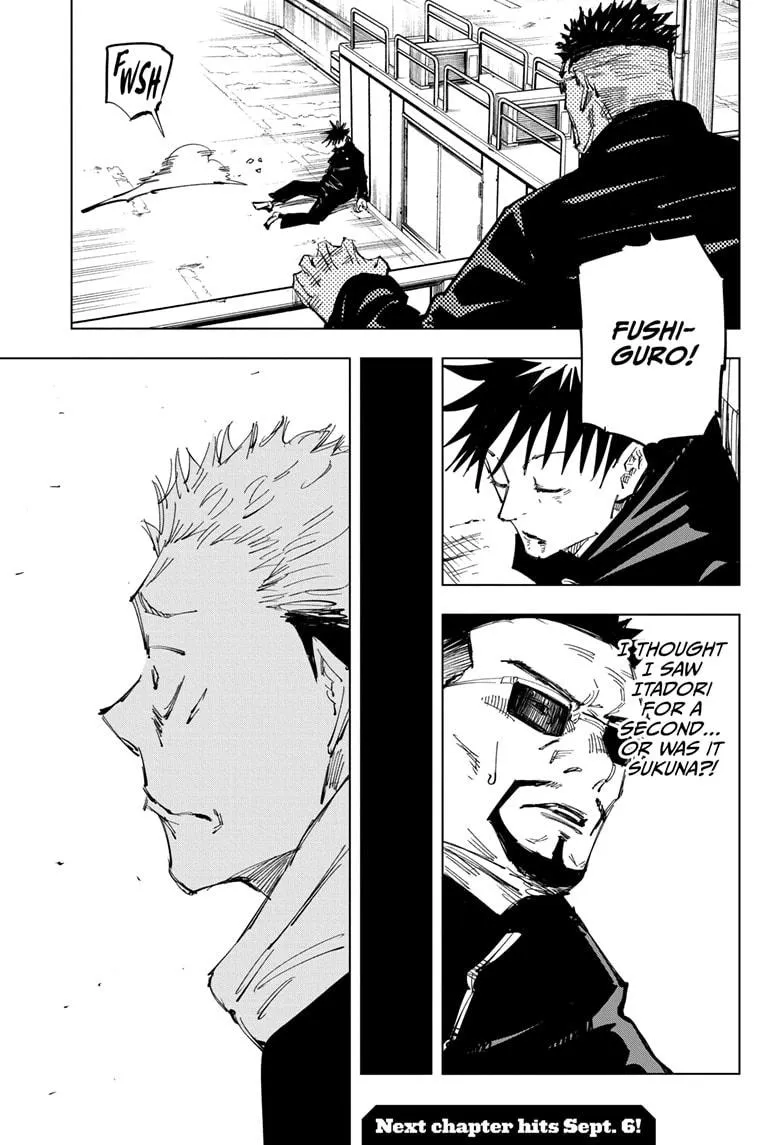 FWSH
FUSHI-
GURO!
I THOUGHT
I SAW
ITADORI
FOR A
SECOND...
OR WAS IT
SUKUNA?!
Next chapter hits Sept. 6!